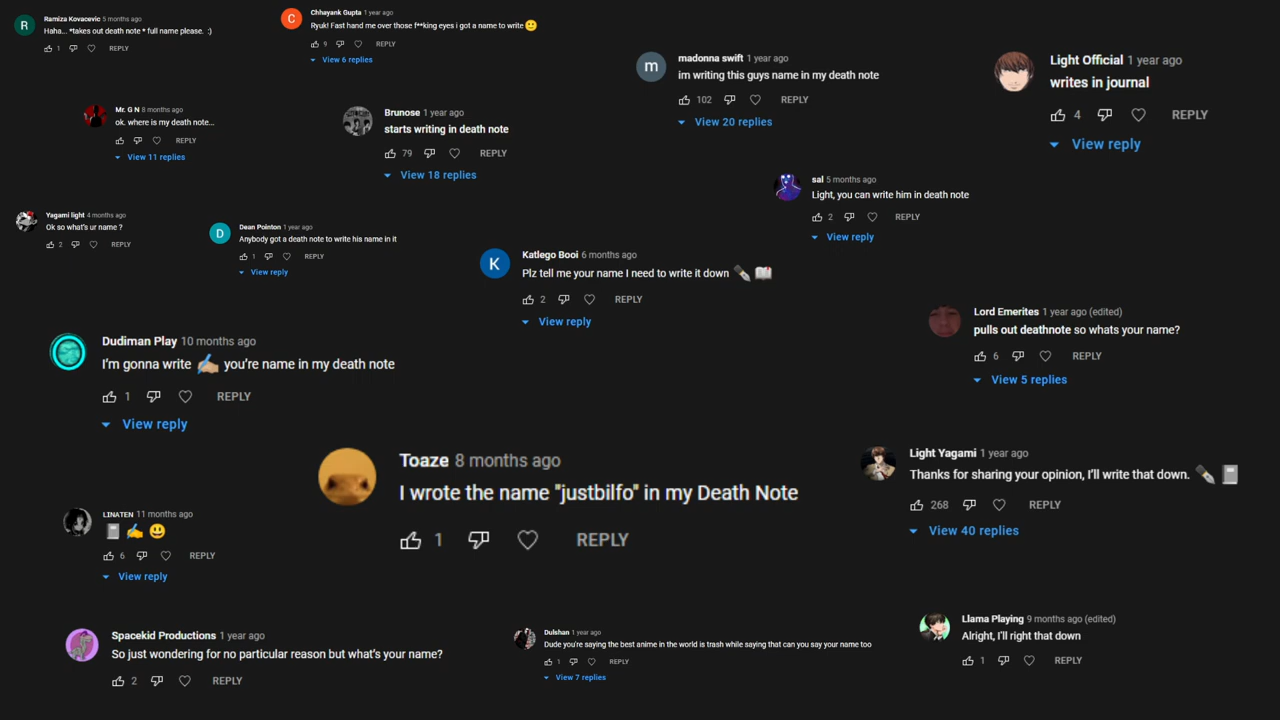 Ramiza Kovacevic 5 months ago
Haha... *takes out death note * full name please. :)
1 REPLY
Chhayank Gupta 1 year ago
Ryuk! Fast hand me over those f**king eyes i got a name to write🙂
9 REPLY
View 6 replies
madonna swift 1 year ago
im writing this guys name in my death note
102 REPLY
View 20 replies
Light Official 1 year ago
writes in journal
4 REPLY
View reply
Mr. G N 8 months ago
ok. where is my death note...
REPLY
View 11 replies
Brunose 1 year ago
starts writing in death note
79 REPLY
View 18 replies
sal 5 months ago
Light, you can write him in death note
2 REPLY
View reply
Yagami light 4 months ago
Ok so what's ur name ?
2 REPLY
D
Dean Pointon 1 year ago
Anybody got a death note to write his name in it
1 REPLY
View reply
K
Katlego Booi 6 months ago
Plz tell me your name I need to write it down ✒️📖
2 REPLY
View reply
Lord Emerites 1 year ago (edited)
pulls out deathnote so whats your name?
6 REPLY
View 5 replies
Dudiman Play 10 months ago
I'm gonna write ✍🏼 you're name in my death note
1 REPLY
View reply
Toaze 8 months ago
I wrote the name "justbilfo" in my Death Note
1 REPLY
Light Yagami 1 year ago
Thanks for sharing your opinion, I'll write that down. ✒️📓
268 REPLY
View 40 replies
LINATEN 11 months ago
📓✍️😃
6 REPLY
View reply
Spacekid Productions 1 year ago
So just wondering for no particular reason but what's your name?
2 REPLY
Dulshan 1 year ago
Dude you're saying the best anime in the world is trash while saying that can you say your name too
1 REPLY
View 7 replies
Llama Playing 9 months ago (edited)
Alright, I'll right that down
1 REPLY